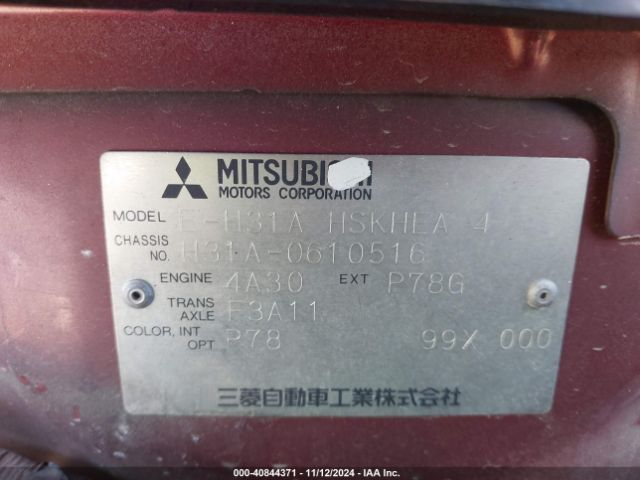 MITSUBISHI
MOTORS CORPORATION
MODEL E-H31A HSKHEA 4
CHASSIS NO. H31A-0610516
ENGINE 4A30 EXT P78G
TRANS AXLE F3A11
COLOR, INT OPT P78 99X 000
三菱自動車工業株式会社
000-40844371 - 11/12/2024 - IAA Inc.